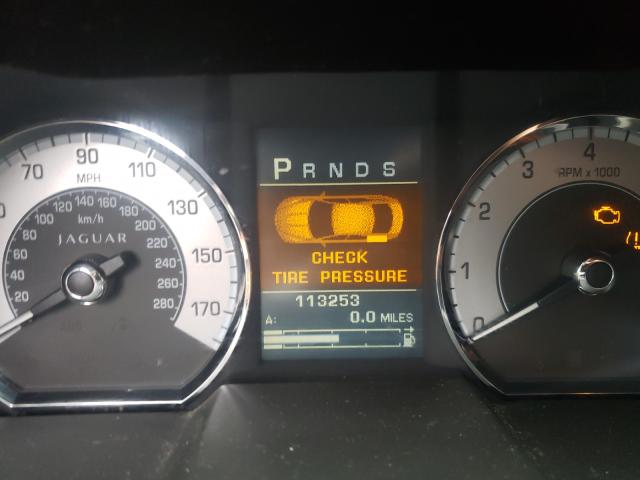 70 90 110 130 150 170
MPH
20 40 60 80 100 120 140 160 180 200 220 240 260 280
km/h
JAGUAR
P R N D S
CHECK
TIRE PRESSURE
113253
A: 0.0 MILES
0 1 2 3 4
RPM x 1000